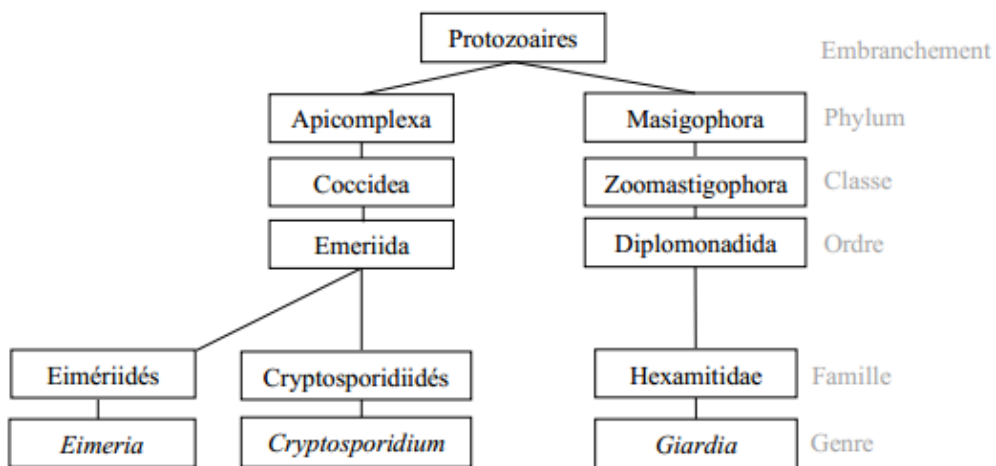 Protozoaires
Embranchement
Apicomplexa Masigophora Phylum
Coccidea Zoomastigophora Classe
Emeriida Diplomonadida Ordre
Eimériidés Cryptosporidiidés Hexamitidae Famille
Eimeria Cryptosporidium Giardia Genre